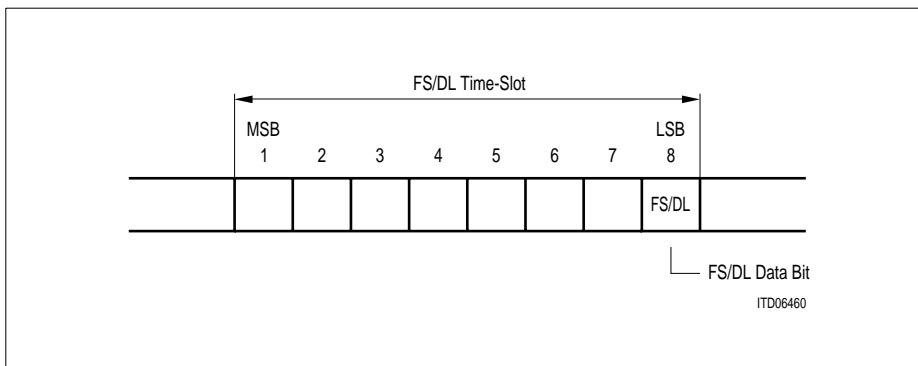 FS/DL Time-Slot
MSB LSB
1 2 3 4 5 6 7 8
FS/DL
FS/DL Data Bit
ITD06460